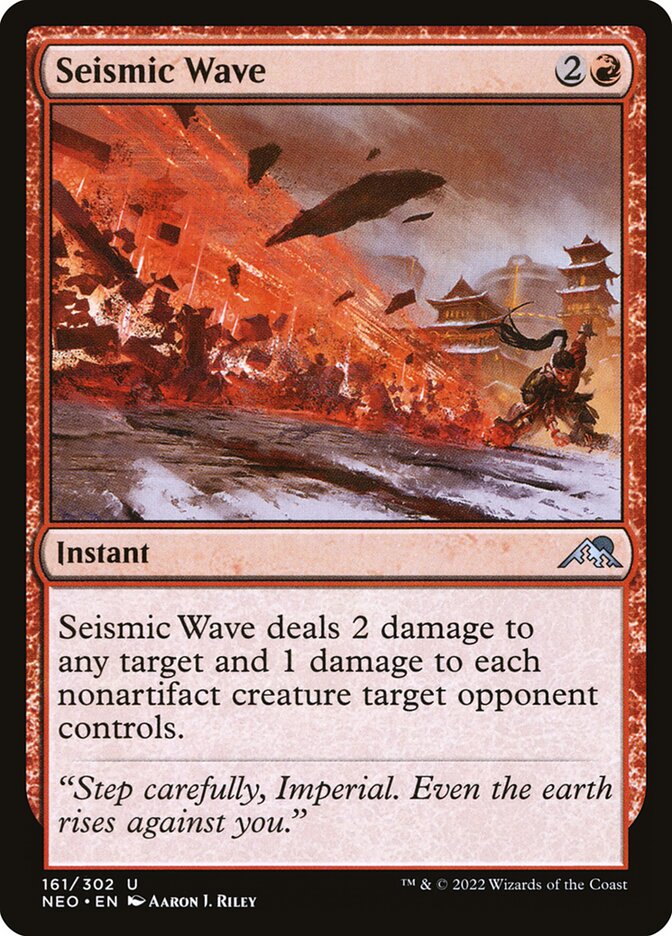 Seismic Wave 2
Instant
Seismic Wave deals 2 damage to
any target and 1 damage to each
nonartifact creature target opponent
controls.
“Step carefully, Imperial. Even the earth
rises against you.”
161/302 U
™ & © 2022 Wizards of the Coast
NEO • EN Aaron J. Riley